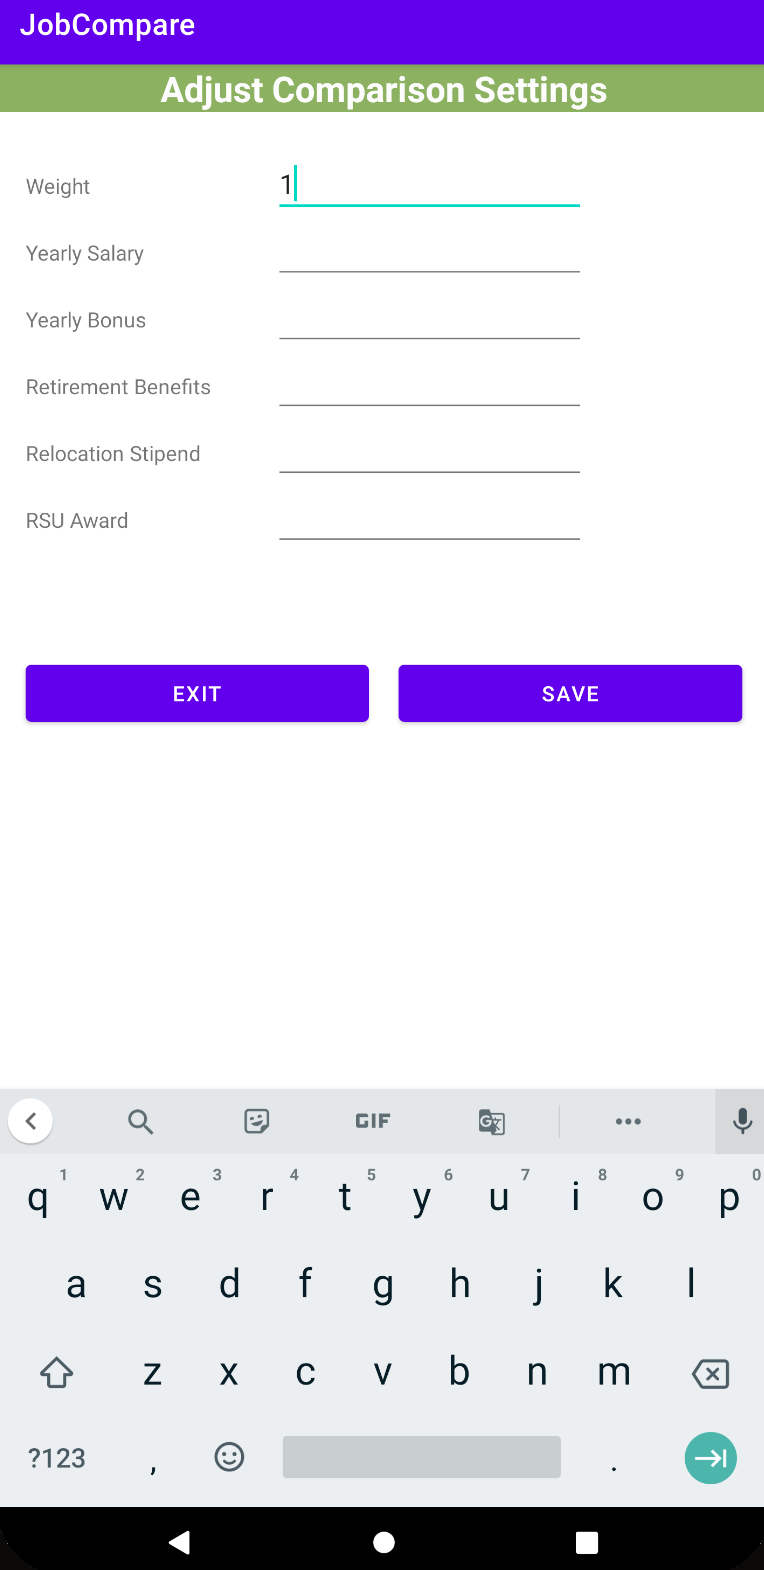 JobCompare
Adjust Comparison Settings
Weight 1
Yearly Salary
Yearly Bonus
Retirement Benefits
Relocation Stipend
RSU Award
EXIT SAVE
GIF G
1 2 3 4 5 6 7 8 9 0
q w e r t y u i o p
a s d f g h j k l
z x c v b n m
?123 , .